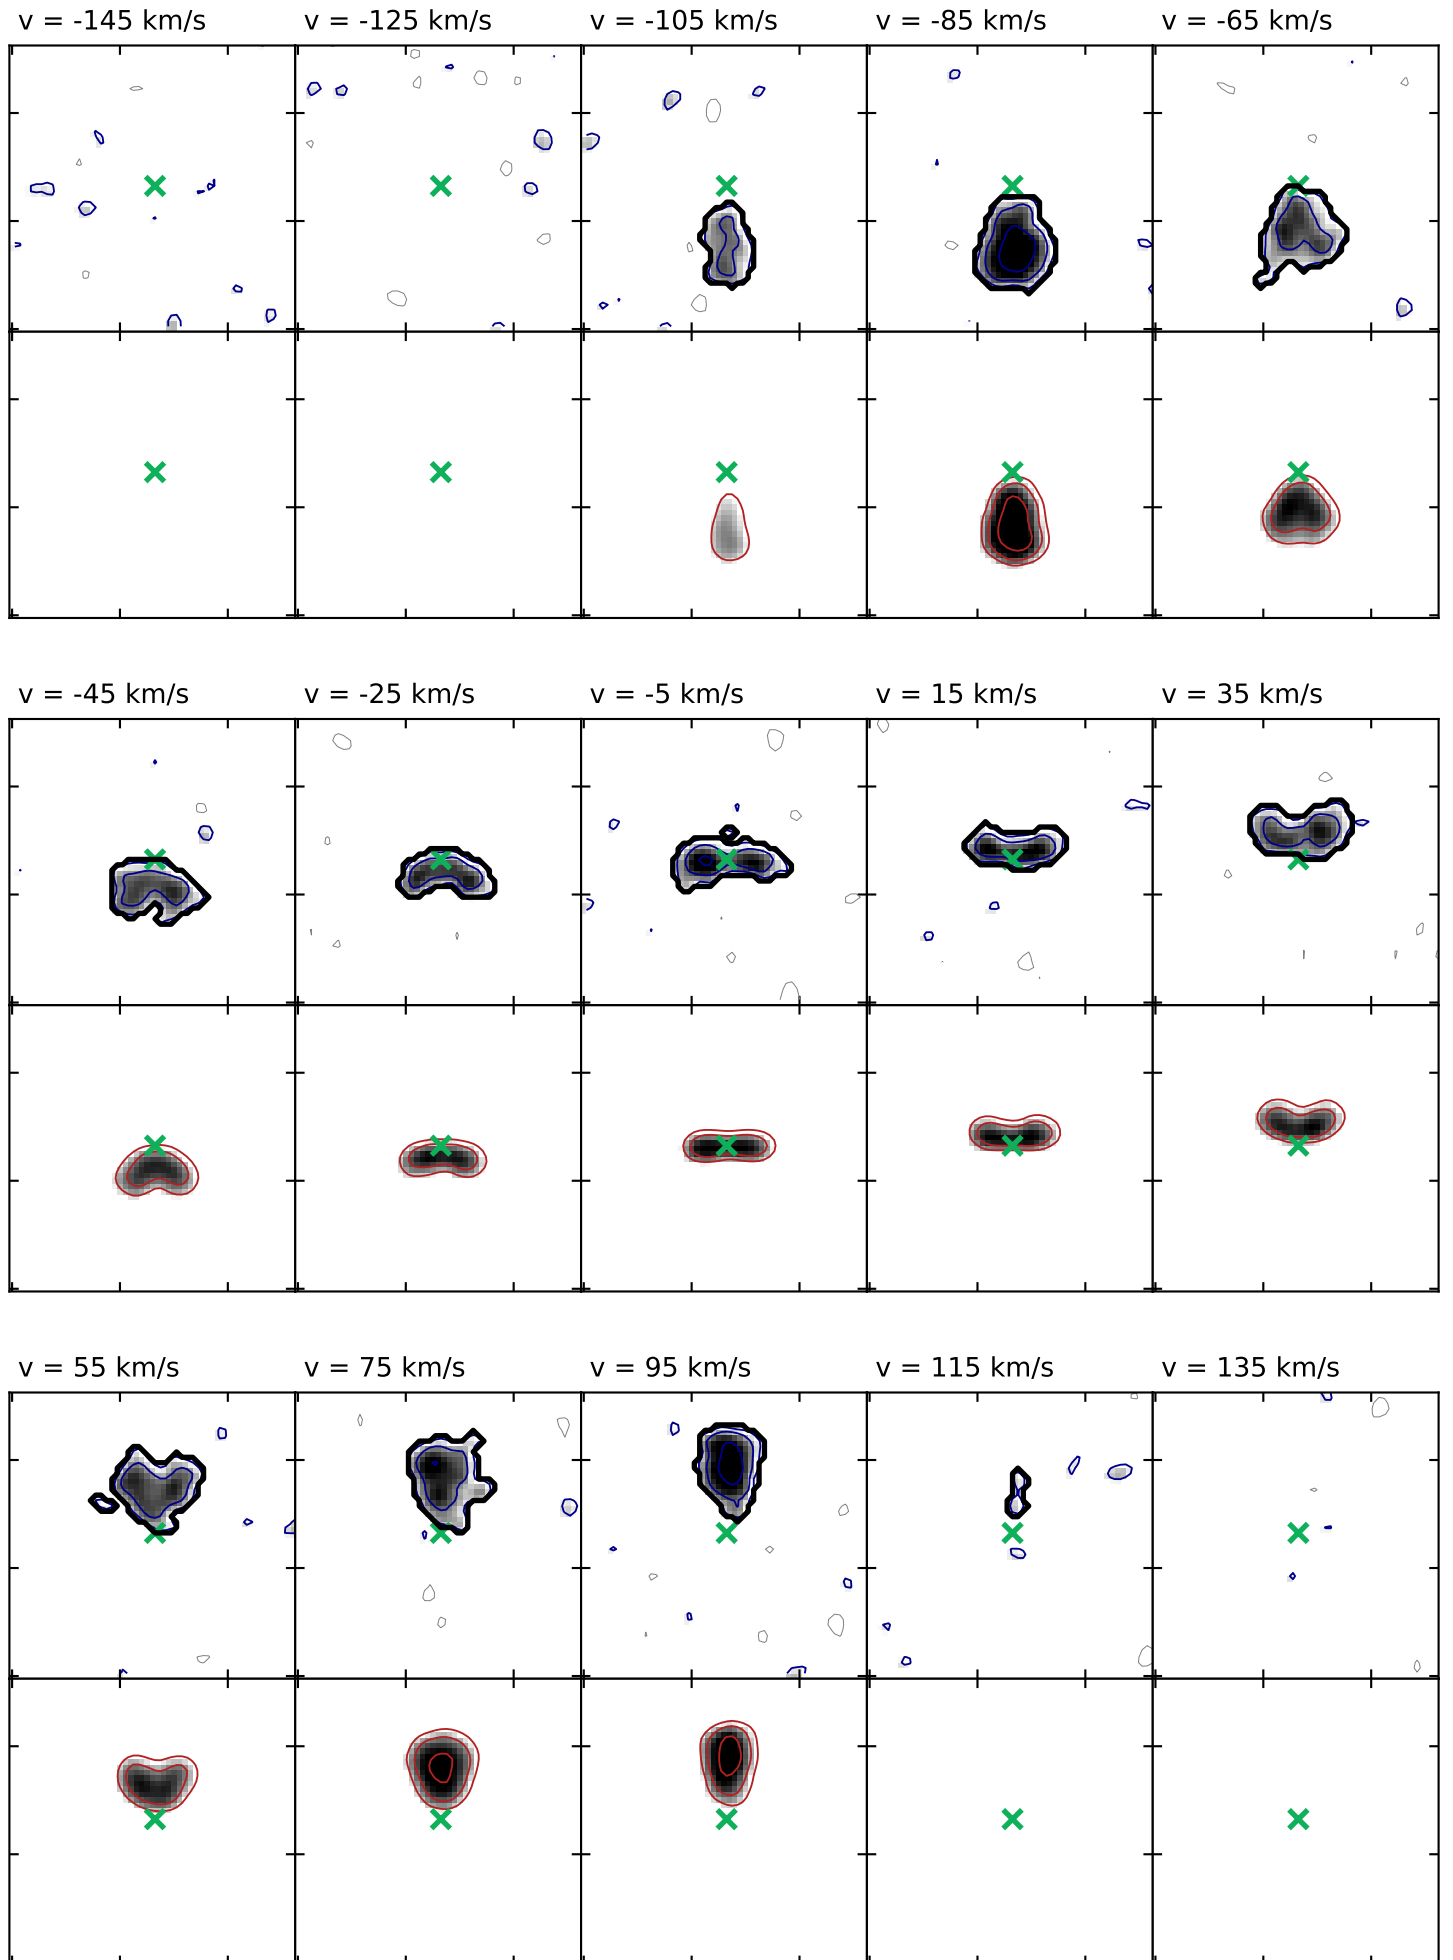 v = -145 km/s
v = -125 km/s
v = -105 km/s
v = -85 km/s
v = -65 km/s
v = -45 km/s
v = -25 km/s
v = -5 km/s
v = 15 km/s
v = 35 km/s
v = 55 km/s
v = 75 km/s
v = 95 km/s
v = 115 km/s
v = 135 km/s